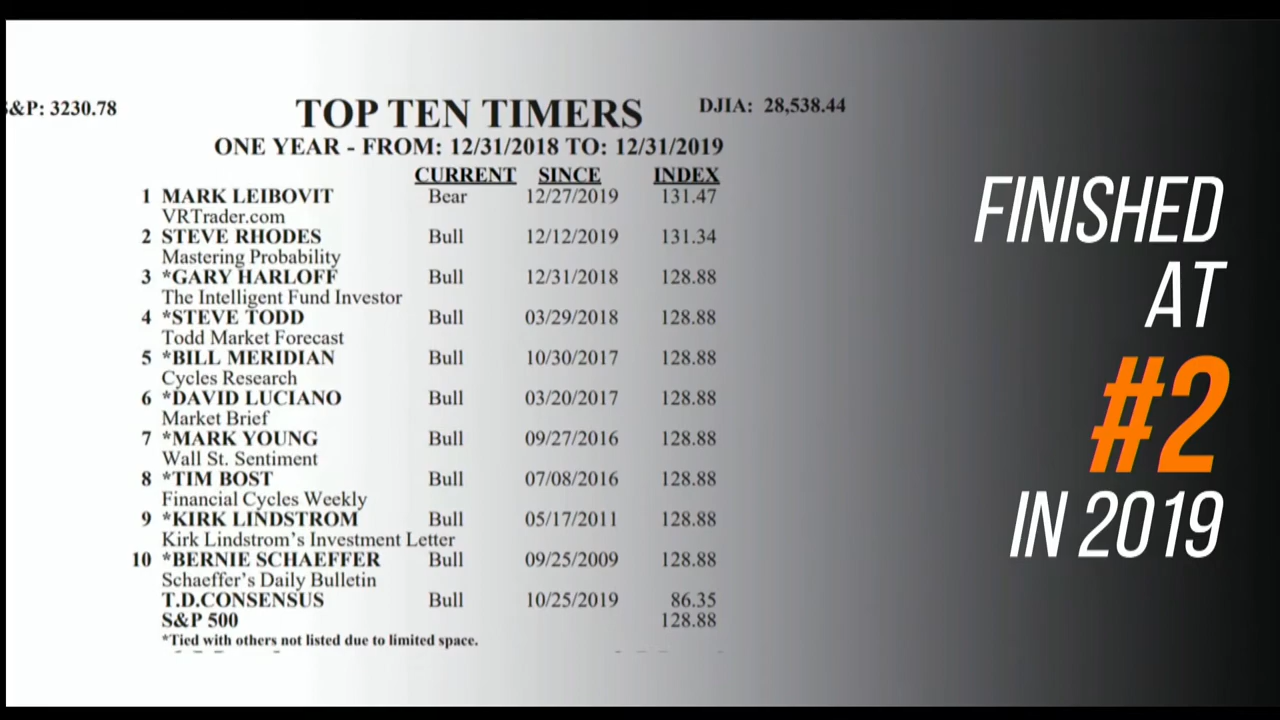 &P: 3230.78
TOP TEN TIMERS
DJIA: 28,538.44
ONE YEAR - FROM: 12/31/2018 TO: 12/31/2019
CURRENT SINCE INDEX
1 MARK LEIBOVIT Bear 12/27/2019 131.47
VRTrader.com
2 STEVE RHODES Bull 12/12/2019 131.34
Mastering Probability
3 *GARY HARLOFF Bull 12/31/2018 128.88
The Intelligent Fund Investor
4 *STEVE TODD Bull 03/29/2018 128.88
Todd Market Forecast
5 *BILL MERIDIAN Bull 10/30/2017 128.88
Cycles Research
6 *DAVID LUCIANO Bull 03/20/2017 128.88
Market Brief
7 *MARK YOUNG Bull 09/27/2016 128.88
Wall St. Sentiment
8 *TIM BOST Bull 07/08/2016 128.88
Financial Cycles Weekly
9 *KIRK LINDSTROM Bull 05/17/2011 128.88
Kirk Lindstrom's Investment Letter
10 *BERNIE SCHAEFFER Bull 09/25/2009 128.88
Schaeffer's Daily Bulletin
T.D.CONSENSUS Bull 10/25/2019 86.35
S&P 500 128.88
*Tied with others not listed due to limited space.
FINISHED
AT
#2
IN 2019